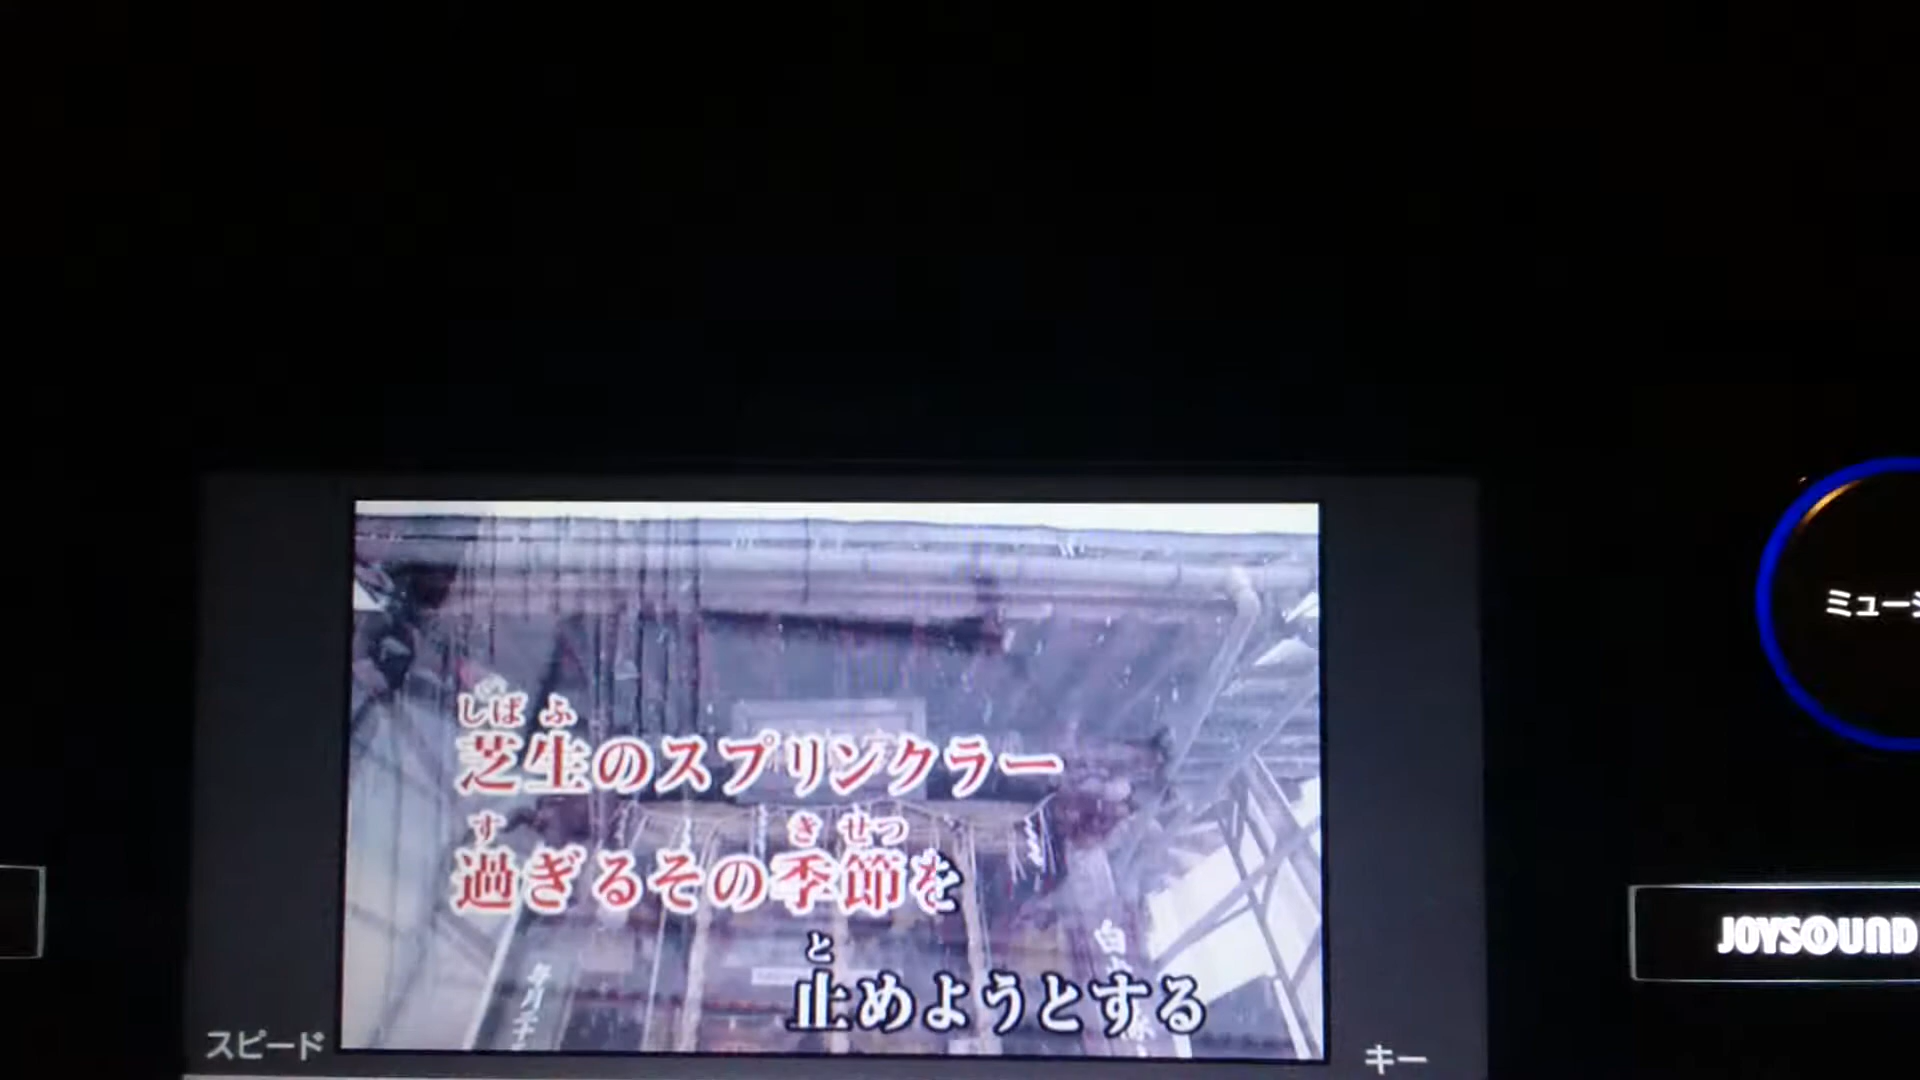 しばふ
芝生のスプリンクラー
す きせつ
過ぎるその季節を
と
止めようとする
スピード
キー
ミュージ
JOYSOUND